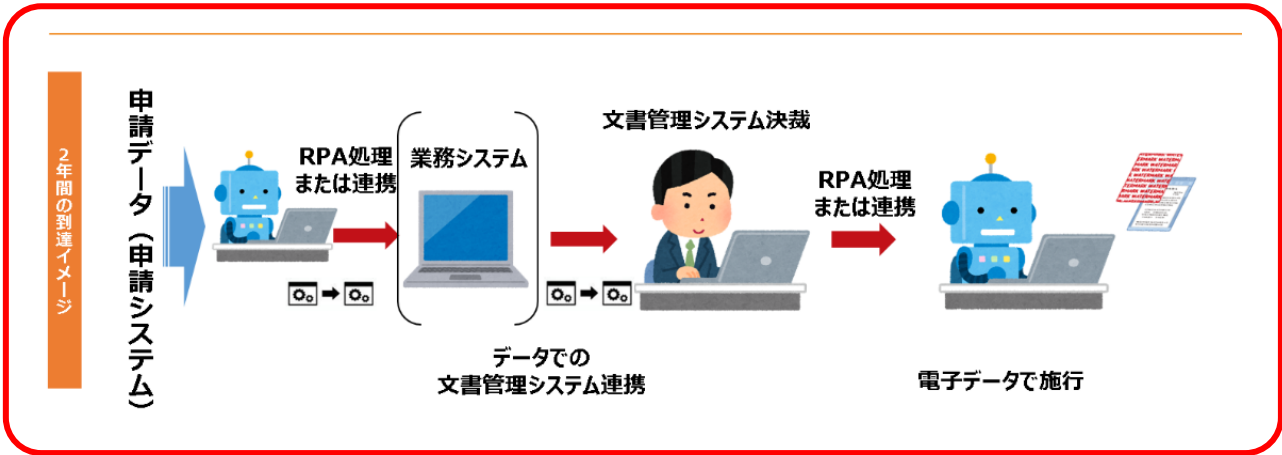 2年間の到達イメージ
申請データ（申請システム）
RPA処理
または連携
業務システム
データでの
文書管理システム連携
文書管理システム決裁
RPA処理
または連携
電子データで施行